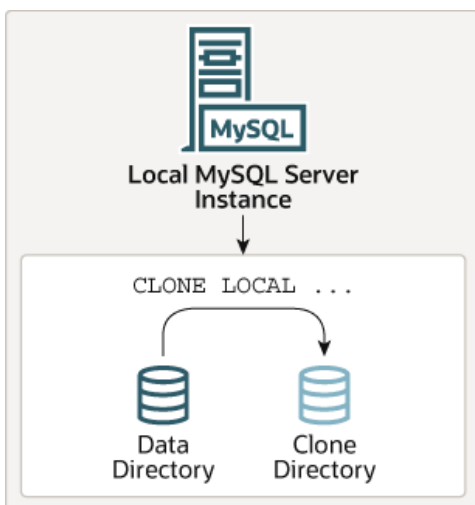 MySQL
Local MySQL Server
Instance
CLONE LOCAL ...
Data
Directory
Clone
Directory